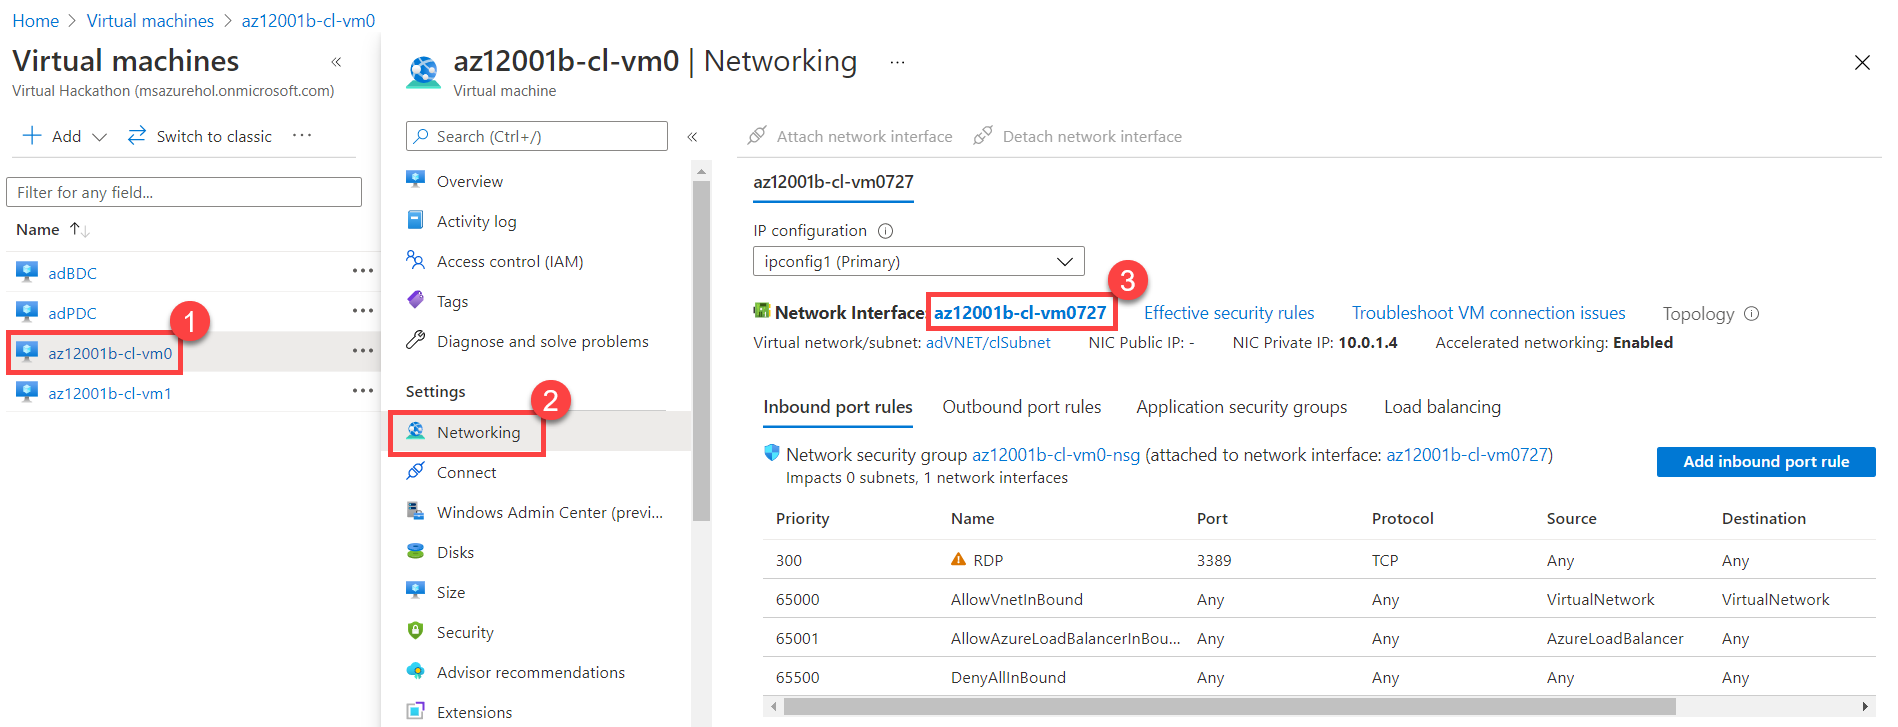 Home > Virtual machines > az12001b-cl-vm0
Virtual machines «
Virtual Hackathon (msazurehol.onmicrosoft.com)
+ Add Switch to classic ...
Filter for any field...
Name ↑↓
adBDC ...
adPDC ...
1
az12001b-cl-vm0 ...
az12001b-cl-vm1 ...
az12001b-cl-vm0 | Networking ...
Virtual machine
Search (Ctrl+/) «
Overview
Activity log
Access control (IAM)
Tags
Diagnose and solve problems
Settings
2
Networking
Connect
Windows Admin Center (previ...
Disks
Size
Security
Advisor recommendations
Extensions
Attach network interface Detach network interface
az12001b-cl-vm0727
IP configuration
ipconfig1 (Primary)
3
Network Interface: az12001b-cl-vm0727 Effective security rules Troubleshoot VM connection issues Topology
Virtual network/subnet: adVNET/clSubnet NIC Public IP: - NIC Private IP: 10.0.1.4 Accelerated networking: Enabled
Inbound port rules Outbound port rules Application security groups Load balancing
Network security group az12001b-cl-vm0-nsg (attached to network interface: az12001b-cl-vm0727)
Impacts 0 subnets, 1 network interfaces
Add inbound port rule
Priority Name Port Protocol Source Destination
300 RDP 3389 TCP Any Any
65000 AllowVnetInBound Any Any VirtualNetwork VirtualNetwork
65001 AllowAzureLoadBalancerInBou... Any Any AzureLoadBalancer Any
65500 DenyAllInBound Any Any Any Any